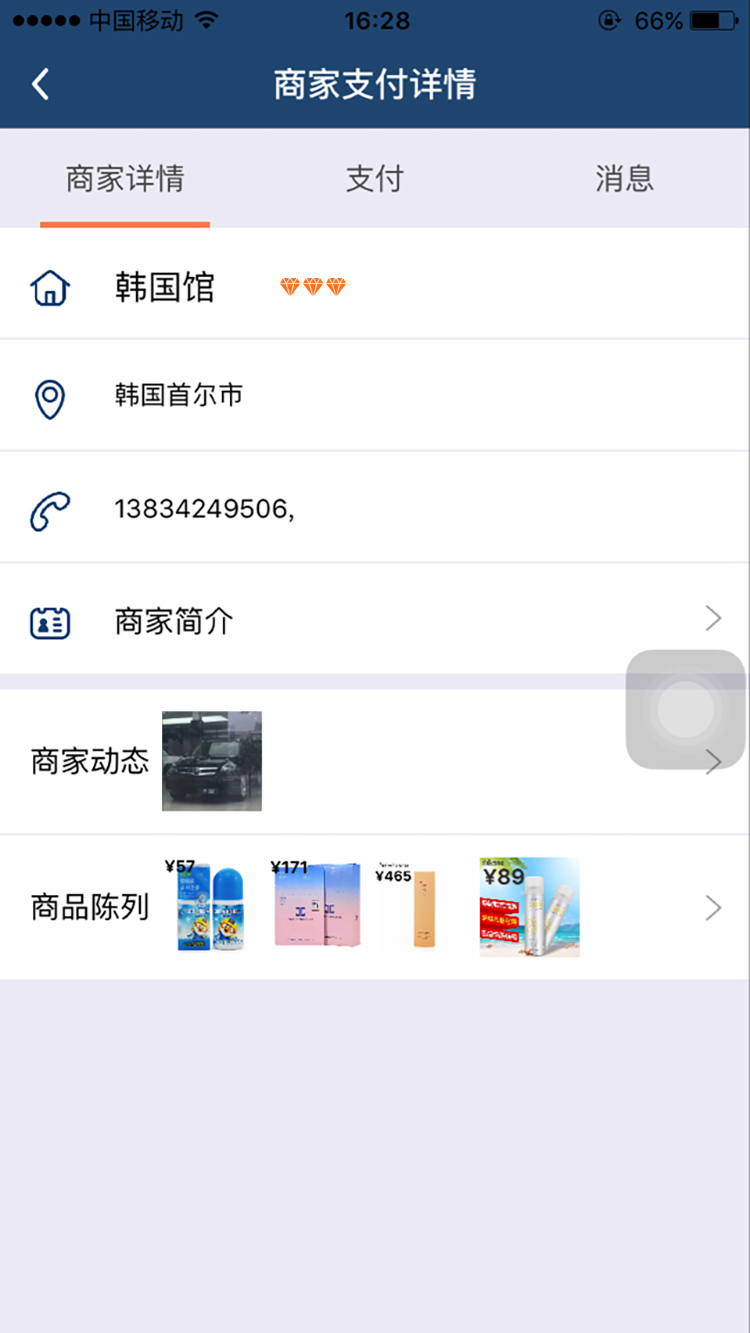 中国移动
16:28
66%
商家支付详情
商家详情
支付
消息
韩国馆
韩国首尔市
13834249506,
商家简介
商家动态
商品陈列
¥57
¥171
¥465
¥89